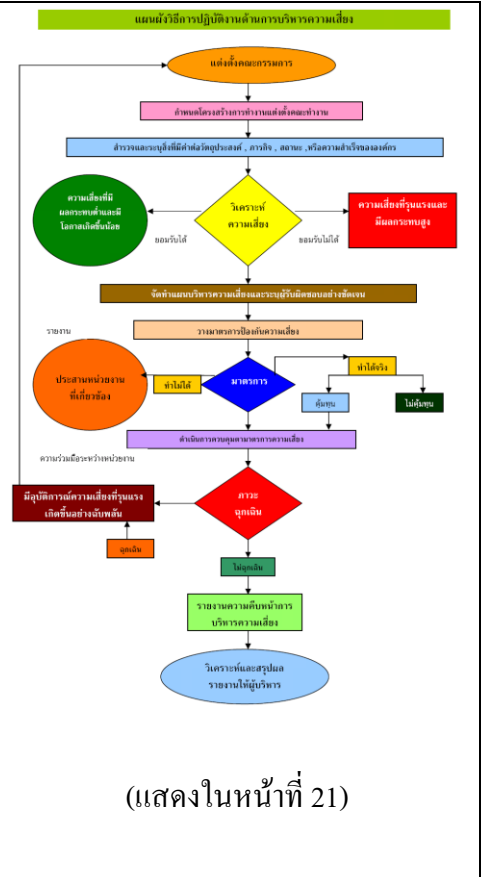 แผนผังวิธีการปฏิบัติงานด้านการบริหารความเสี่ยง
แต่งตั้งคณะกรรมการ
กำหนดโครงสร้างการทำงานแต่งตั้งคณะทำงาน
สำรวจและระบุสิ่งที่มีค่าต่อวัตถุประสงค์ , ภารกิจ , สถานะ ,หรือความสำเร็จขององค์กร
ความเสี่ยงที่มี
ผลกระทบต่ำและมี
โอกาสเกิดขึ้นน้อย
วิเคราะห์
ความเสี่ยง
ความเสี่ยงที่รุนแรงและ
มีผลกระทบสูง
ยอมรับได้
ยอมรับไม่ได้
จัดทำแผนบริหารความเสี่ยงและระบุผู้รับผิดชอบอย่างชัดเจน
รายงาน
วางมาตรการป้องกันความเสี่ยง
ประสานหน่วยงาน
ที่เกี่ยวข้อง
ทำไม่ได้
มาตรการ
ทำได้จริง
คุ้มทุน
ไม่คุ้มทุน
ดำเนินการควบคุมตามาตรการความเสี่ยง
ความร่วมมือระหว่างหน่วยงาน
มีอุบัติการณ์ความเสี่ยงที่รุนแรง
เกิดขึ้นอย่างฉับพลัน
ภาวะ
ฉุกเฉิน
ฉุกเฉิน
ไม่ฉุกเฉิน
รายงานความคืบหน้าการ
บริหารความเสี่ยง
วิเคราะห์และสรุปผล
รายงานให้ผู้บริหาร
(แสดงในหน้าที่ 21)